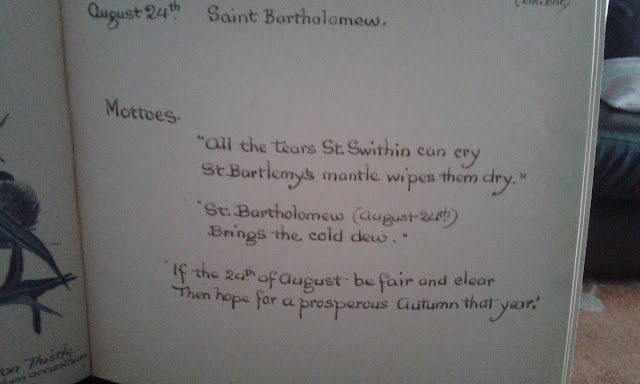 August 24th. Saint Bartholomew.
Mottoes.
"All the tears St. Swithin can cry
St. Bartlemy's mantle wipes them dry."
"St. Bartholomew (August 24th)
Brings the cold dew."
'If the 24th of August be fair and clear
Then hope for a prosperous Autumn that year.'
Thistle